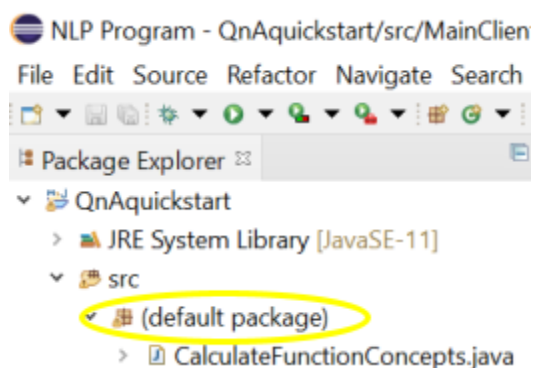 NLP Program - QnAquickstart/src/MainClien
File Edit Source Refactor Navigate Search
Package Explorer
QnAquickstart
JRE System Library [JavaSE-11]
src
(default package)
CalculateFunctionConcepts.java